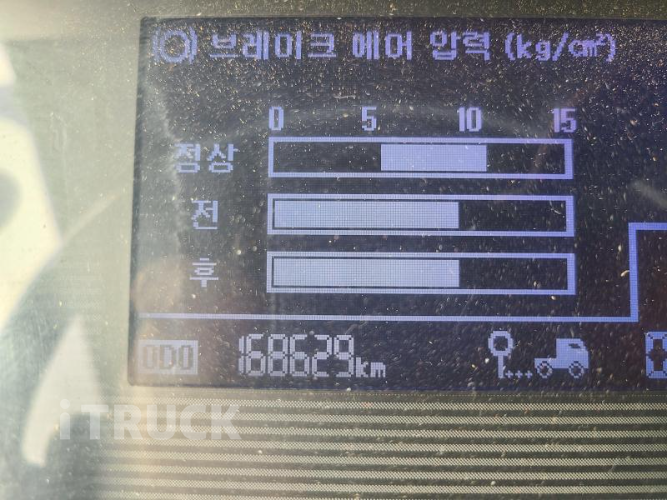 브레이크 에어 압력 (kg/cm²)
0 5 10 15
정상
전
후
ODO 168629km
iTRUCK